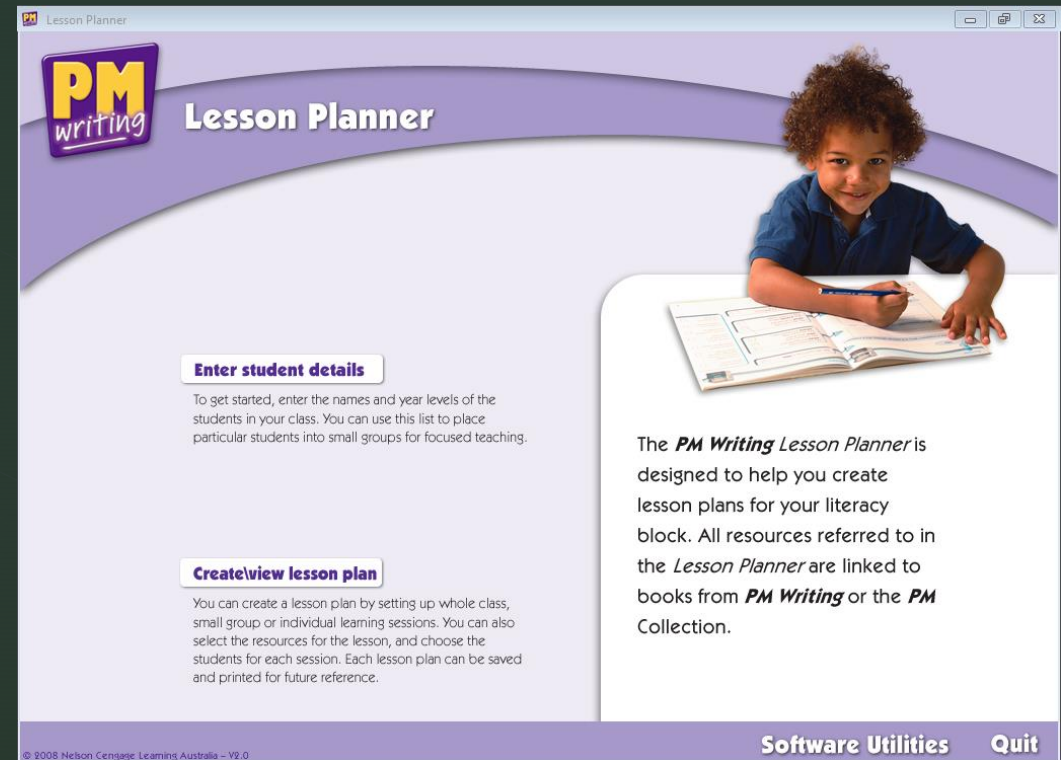 Lesson Planner
PM
writing
Lesson Planner
Enter student details
To get started, enter the names and year levels of the
students in your class. You can use this list to place
particular students into small groups for focused teaching.
Create\view lesson plan
You can create a lesson plan by setting up whole class,
small group or individual learning sessions. You can also
select the resources for the lesson, and choose the
students for each session. Each lesson plan can be saved
and printed for future reference.
The PM Writing Lesson Planner is
designed to help you create
lesson plans for your literacy
block. All resources referred to in
the Lesson Planner are linked to
books from PM Writing or the PM
Collection.
© 2008 Nelson Cengage Learning Australia – V2.0
Software Utilities
Quit